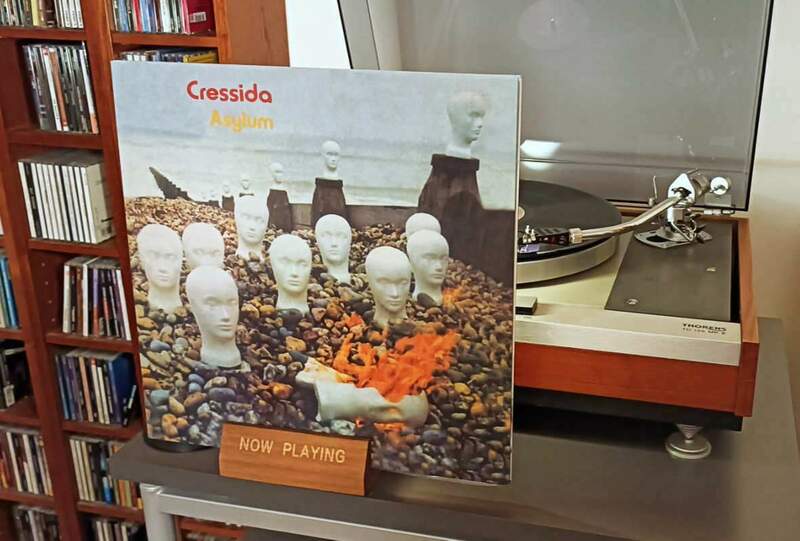 Cressida
Asylum
NOW PLAYING
THORENS